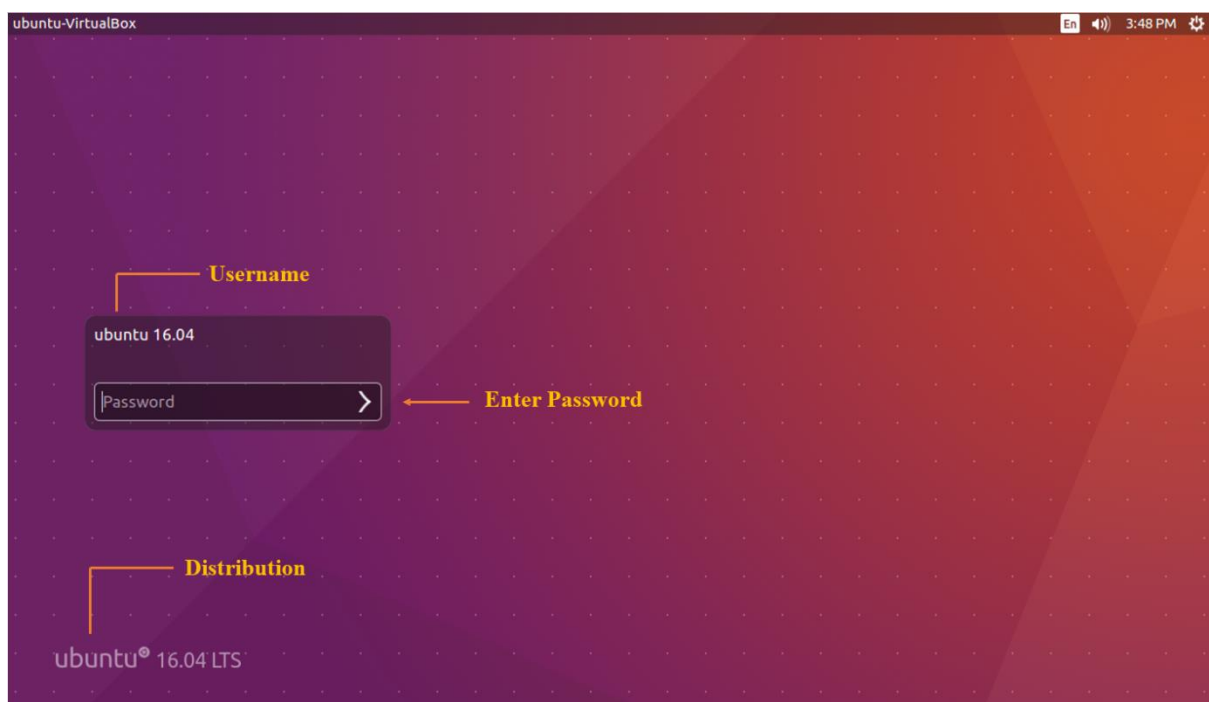 ubuntu-VirtualBox En 3:48 PM
Username
ubuntu 16.04
Password
Enter Password
Distribution
ubuntu® 16.04 LTS